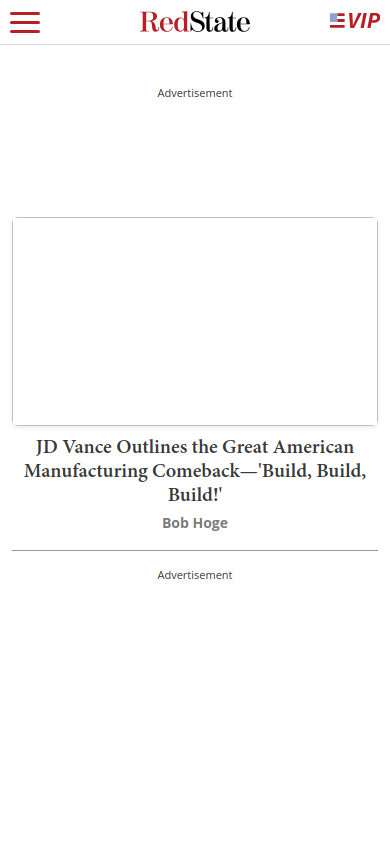 RedState
VIP
Advertisement
JD Vance Outlines the Great American
Manufacturing Comeback—'Build, Build,
Build!'
Bob Hoge
Advertisement